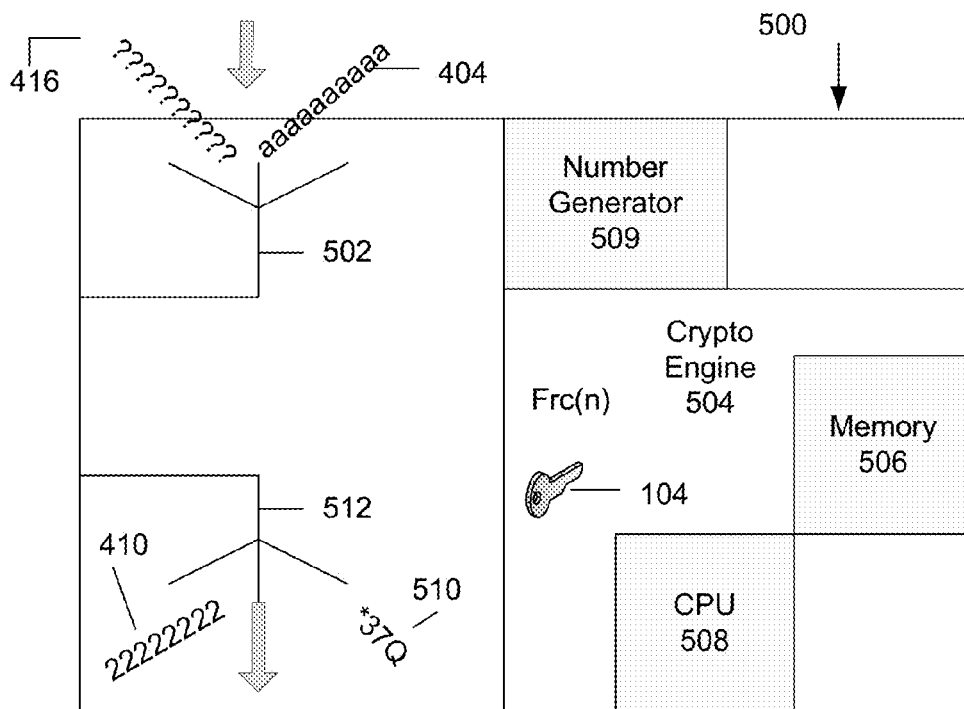 500
416
??????????
aaaaaaaaaa
404
Number
Generator
509
502
Crypto
Engine
504
Frc(n)
Memory
506
104
512
410
22222222
*37Q
510
CPU
508